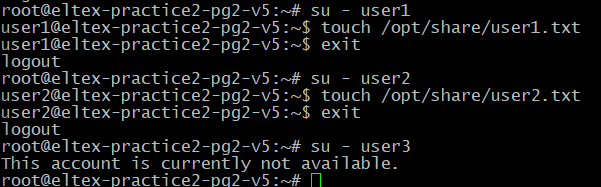 root@eltex-practice2-pg2-v5:~# su - user1
user1@eltex-practice2-pg2-v5:~$ touch /opt/share/user1.txt
user1@eltex-practice2-pg2-v5:~$ exit
logout
root@eltex-practice2-pg2-v5:~# su - user2
user2@eltex-practice2-pg2-v5:~$ touch /opt/share/user2.txt
user2@eltex-practice2-pg2-v5:~$ exit
logout
root@eltex-practice2-pg2-v5:~# su - user3
This account is currently not available.
root@eltex-practice2-pg2-v5:~#